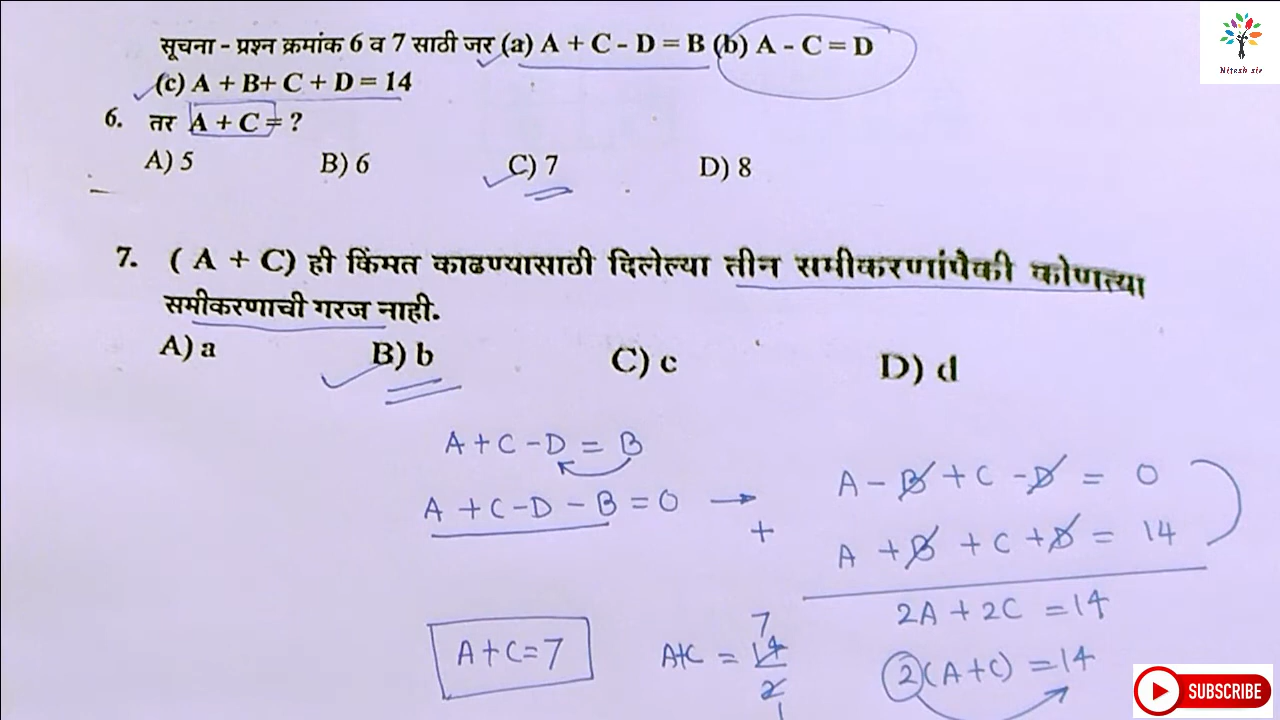 सूचना - प्रश्न क्रमांक 6 व 7 साठी जर (a) A + C - D = B (b) A - C = D
(c) A + B+ C + D = 14
6. तर A + C = ?
A) 5 B) 6 C) 7 D) 8
7. ( A + C) ही किंमत काढण्यासाठी दिलेल्या तीन समीकरणांपैकी कोणत्या
समीकरणाची गरज नाही.
A) a B) b C) c D) d
A + C - D = B
A + C - D - B = 0 →
A - B + C - D = 0
+ A + B + C + D = 14
2A + 2C = 14
2(A+C) = 14
A+C = 14/2 7 1
A+C=7
Nitesh sir
SUBSCRIBE